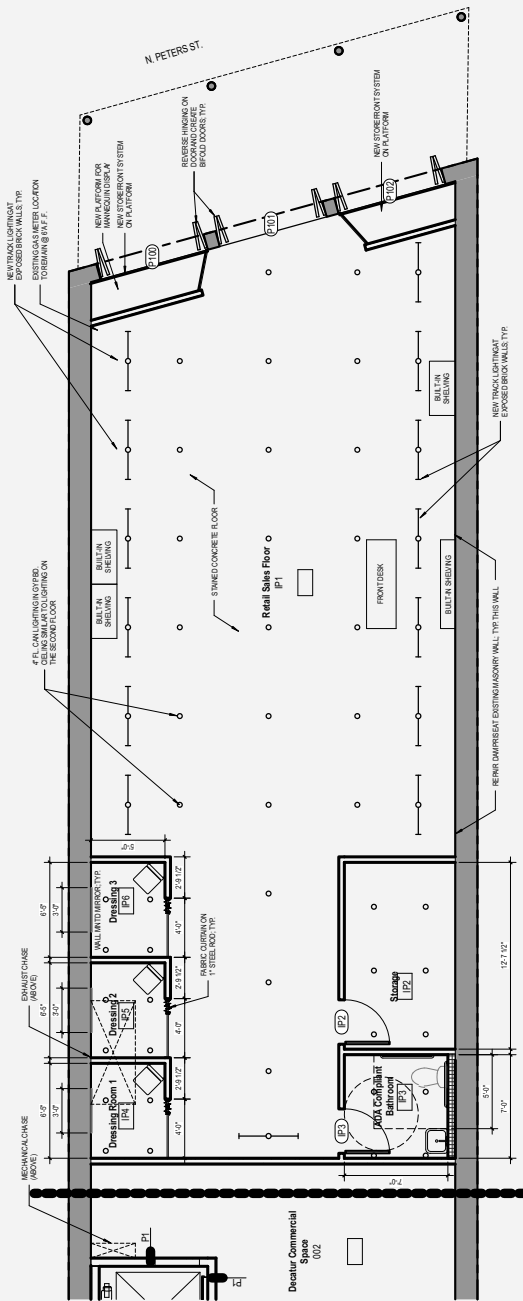 N. PETERS ST.
NEW TRACK LIGHTING AT
EXPOSED BRICK WALLS; TYP.
EXISTING GAS METER LOCATION
TO REMAIN @ 6' A.F.F.
NEW PLATFORM FOR
MANNEQUIN DISPLAY
NEW STOREFRONT SYSTEM
ON PLATFORM
REVERSE HINGING ON
DOOR AND CREATE
BIFOLD DOORS; TYP.
NEW STOREFRONT SYSTEM
ON PLATFORM
P100
P101
P102
BUILT-IN
SHELVING
BUILT-IN
SHELVING
BUILT-IN
SHELVING
BUILT-IN SHELVING
NEW TRACK LIGHTING AT
EXPOSED BRICK WALLS; TYP.
STAINED CONCRETE FLOOR
Retail Sales Floor
IP1
FRONT DESK
4" FL. CAN LIGHTING IN GYP BD.
CIELING SIMILAR TO LIGHTING ON
THE SECOND FLOOR
REPAIR DAMP RISE AT EXISTING MASONRY WALL; TYP. THIS WALL
5'-0"
WALL MNTD MIRROR; TYP.
Dressing 3
IP6
6'-5"
3'-0"
2'-9 1/2"
4'-0"
FABRIC CURTAIN ON
1" STEEL ROD; TYP.
EXHAUST CHASE
(ABOVE)
Dressing 2
IP5
6'-5"
3'-0"
2'-9 1/2"
4'-0"
Dressing Room 1
IP4
6'-5"
3'-0"
2'-9 1/2"
4'-0"
MECHANICAL CHASE
(ABOVE)
Storage
IP2
IP2
12'-7 1/2"
ADA Compliant
Bathroom
IP3
IP3
5'-0"
7'-0"
7'-0"
Decatur Commercial
Space
002
P1
P1